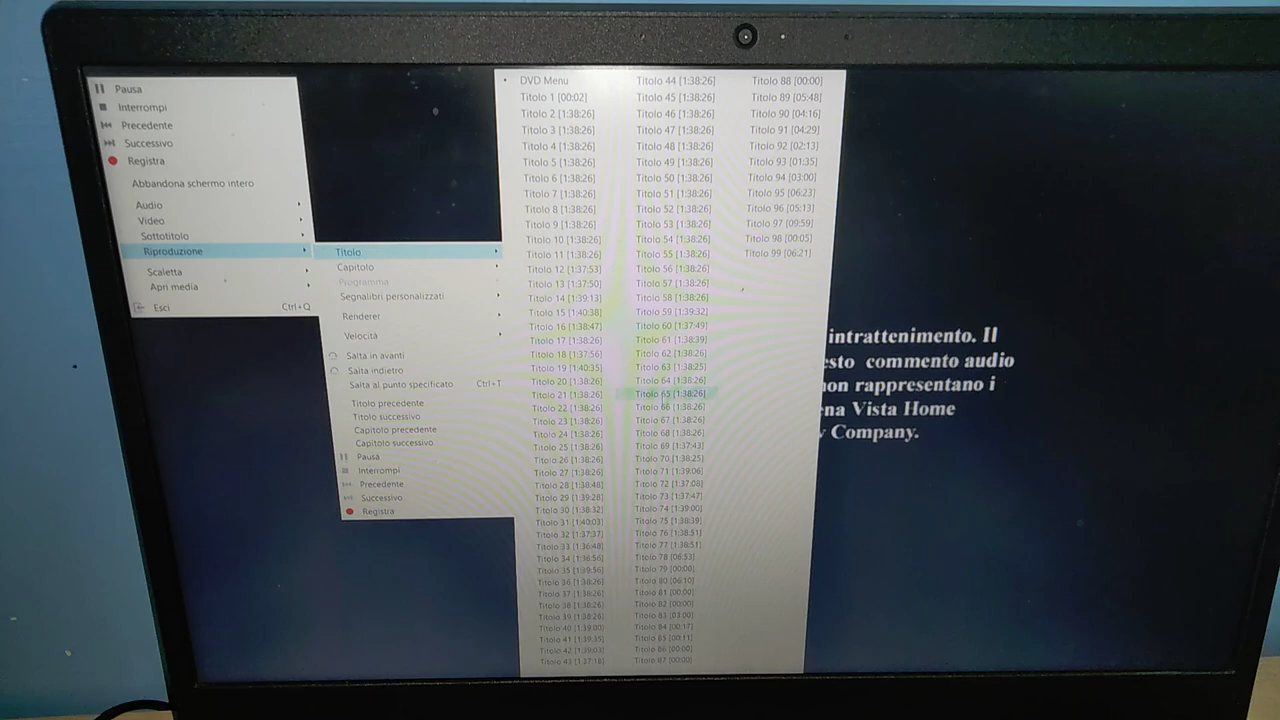 Pausa
Interrompi
Precedente
Successivo
Registra
Abbandona schermo intero
Audio
Video
Sottotitolo
Riproduzione
Scaletta
Apri media
Esci Ctrl+Q
Titolo
Capitolo
Programma
Segnalibri personalizzati
Renderer
Velocità
Salta in avanti
Salta indietro
Salta al punto specificato Ctrl+T
Titolo precedente
Titolo successivo
Capitolo precedente
Capitolo successivo
Pausa
Interrompi
Precedente
Successivo
Registra
DVD Menu
Titolo 1 [00:02]
Titolo 2 [1:38:26]
Titolo 3 [1:38:26]
Titolo 4 [1:38:26]
Titolo 5 [1:38:26]
Titolo 6 [1:38:26]
Titolo 7 [1:38:26]
Titolo 8 [1:38:26]
Titolo 9 [1:38:26]
Titolo 10 [1:38:26]
Titolo 11 [1:38:26]
Titolo 12 [1:37:53]
Titolo 13 [1:37:50]
Titolo 14 [1:39:13]
Titolo 15 [1:40:38]
Titolo 16 [1:38:47]
Titolo 17 [1:38:26]
Titolo 18 [1:37:56]
Titolo 19 [1:40:35]
Titolo 20 [1:38:26]
Titolo 21 [1:38:26]
Titolo 22 [1:38:26]
Titolo 23 [1:38:26]
Titolo 24 [1:38:26]
Titolo 25 [1:38:26]
Titolo 26 [1:38:26]
Titolo 27 [1:38:26]
Titolo 28 [1:38:48]
Titolo 29 [1:39:28]
Titolo 30 [1:38:32]
Titolo 31 [1:40:03]
Titolo 32 [1:37:37]
Titolo 33 [1:36:48]
Titolo 34 [1:36:56]
Titolo 35 [1:39:56]
Titolo 36 [1:38:26]
Titolo 37 [1:38:26]
Titolo 38 [1:38:26]
Titolo 39 [1:38:26]
Titolo 40 [1:39:00]
Titolo 41 [1:39:35]
Titolo 42 [1:39:03]
Titolo 43 [1:37:18]
Titolo 44 [1:38:26]
Titolo 45 [1:38:26]
Titolo 46 [1:38:26]
Titolo 47 [1:38:26]
Titolo 48 [1:38:26]
Titolo 49 [1:38:26]
Titolo 50 [1:38:26]
Titolo 51 [1:38:26]
Titolo 52 [1:38:26]
Titolo 53 [1:38:26]
Titolo 54 [1:38:26]
Titolo 55 [1:38:26]
Titolo 56 [1:38:26]
Titolo 57 [1:38:26]
Titolo 58 [1:38:26]
Titolo 59 [1:39:32]
Titolo 60 [1:37:49]
Titolo 61 [1:38:39]
Titolo 62 [1:38:26]
Titolo 63 [1:38:25]
Titolo 64 [1:38:26]
Titolo 65 [1:38:26]
Titolo 66 [1:38:26]
Titolo 67 [1:38:26]
Titolo 68 [1:38:26]
Titolo 69 [1:37:43]
Titolo 70 [1:38:25]
Titolo 71 [1:39:06]
Titolo 72 [1:37:08]
Titolo 73 [1:37:47]
Titolo 74 [1:39:00]
Titolo 75 [1:38:39]
Titolo 76 [1:38:51]
Titolo 77 [1:38:51]
Titolo 78 [06:53]
Titolo 79 [00:00]
Titolo 80 [06:10]
Titolo 81 [00:00]
Titolo 82 [00:00]
Titolo 83 [03:00]
Titolo 84 [00:17]
Titolo 85 [00:11]
Titolo 86 [00:00]
Titolo 87 [00:00]
Titolo 88 [00:00]
Titolo 89 [05:48]
Titolo 90 [04:16]
Titolo 91 [04:29]
Titolo 92 [02:13]
Titolo 93 [01:35]
Titolo 94 [03:00]
Titolo 95 [06:23]
Titolo 96 [05:13]
Titolo 97 [09:59]
Titolo 98 [00:05]
Titolo 99 [06:21]
intrattenimento. Il
sto commento audio
non rappresentano i
na Vista Home
Company.